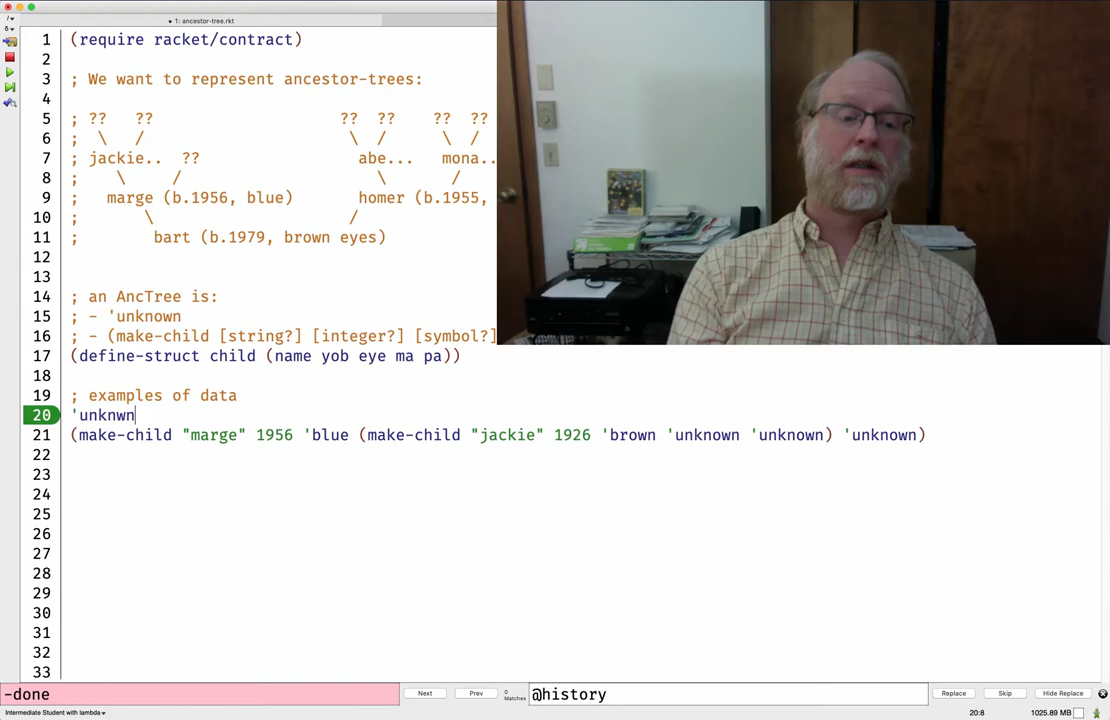 1: ancestor-tree.rkt
1 (require racket/contract)
2
3 ; We want to represent ancestor-trees:
4
5 ; ?? ?? ?? ?? ?? ??
6 ; \ / \ / \ /
7 ; jackie.. ?? abe... mona..
8 ; \ / \ /
9 ; marge (b.1956, blue) homer (b.1955,
10 ; \ /
11 ; bart (b.1979, brown eyes)
12
13
14 ; an AncTree is:
15 ; - 'unknown
16 ; - (make-child [string?] [integer?] [symbol?]
17 (define-struct child (name yob eye ma pa))
18
19 ; examples of data
20 'unknwn
21 (make-child "marge" 1956 'blue (make-child "jackie" 1926 'brown 'unknown 'unknown) 'unknown)
22
23
24
25
26
27
28
29
30
31
32
33
-done Next Prev 0 Matches @history Replace Skip Hide Replace
Intermediate Student with lambda 20:8 1025.89 MB